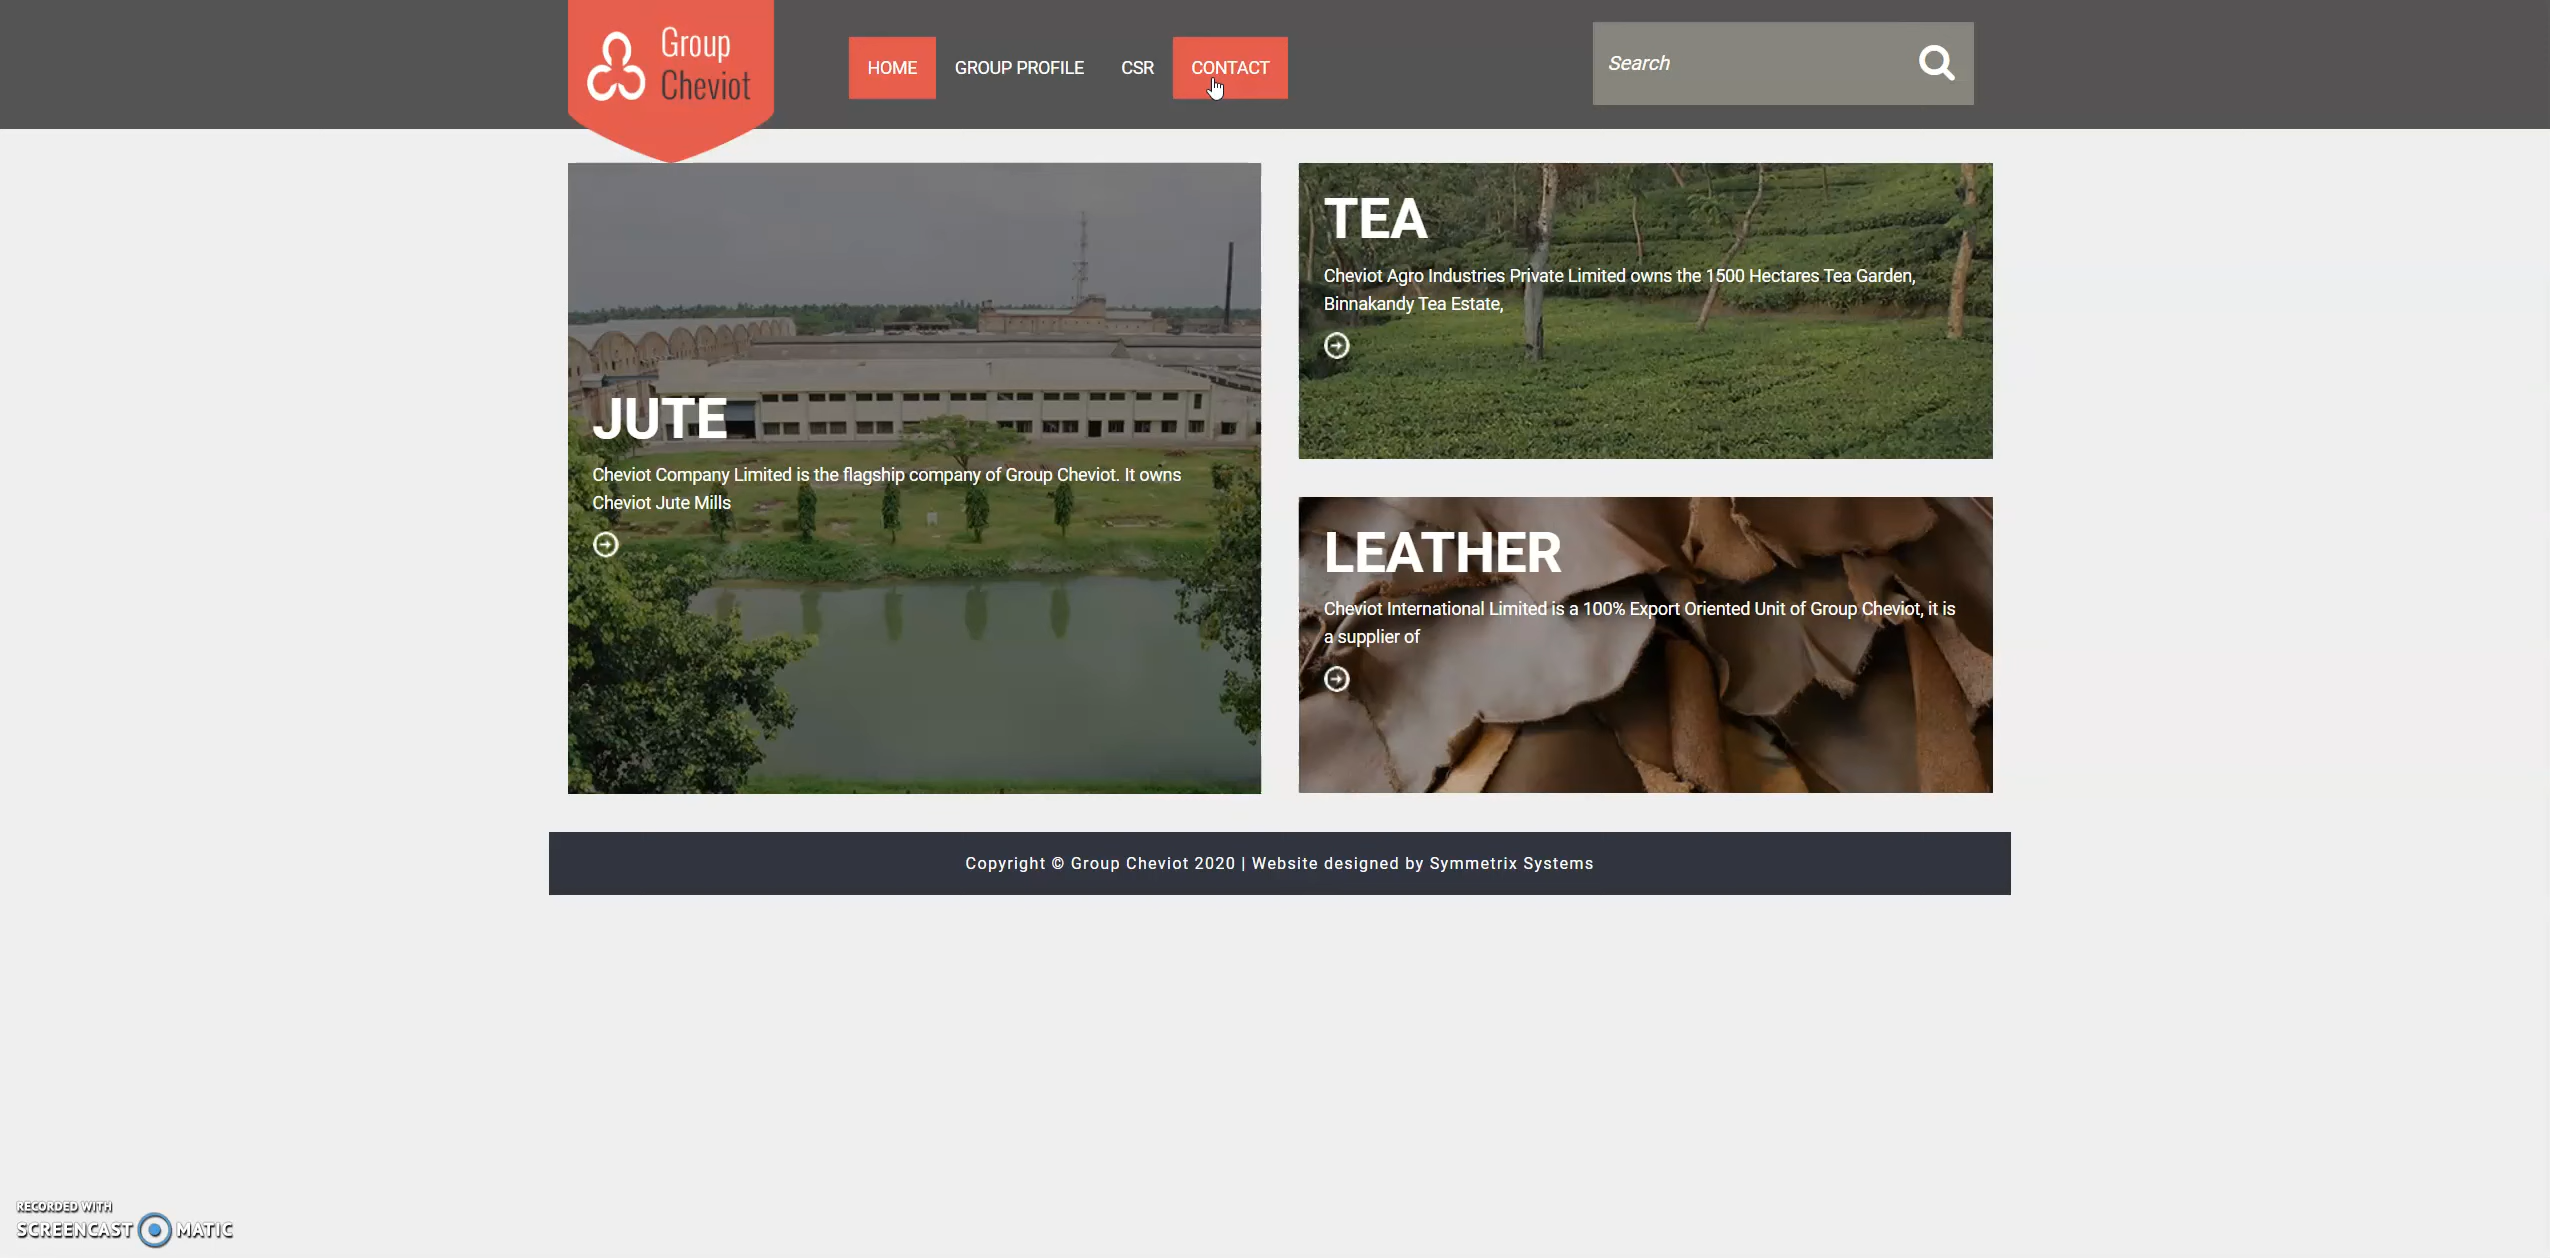 Group
Cheviot
HOME
GROUP PROFILE
CSR
CONTACT
Search
JUTE
Cheviot Company Limited is the flagship company of Group Cheviot. It owns
Cheviot Jute Mills
TEA
Cheviot Agro Industries Private Limited owns the 1500 Hectares Tea Garden,
Binnakandy Tea Estate,
LEATHER
Cheviot International Limited is a 100% Export Oriented Unit of Group Cheviot, it is
a supplier of
Copyright © Group Cheviot 2020 | Website designed by Symmetrix Systems
RECORDED WITH
SCREENCAST MATIC